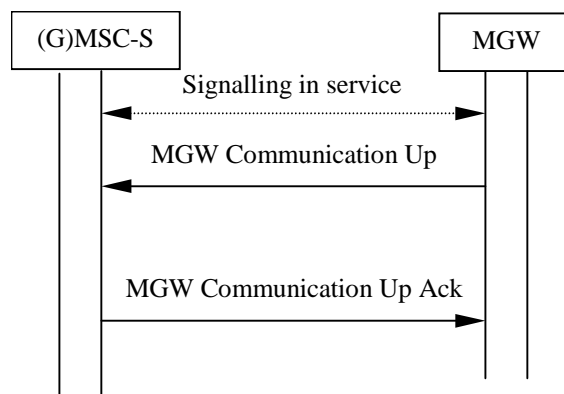 (G)MSC-S
MGW
Signalling in service
MGW Communication Up
MGW Communication Up Ack